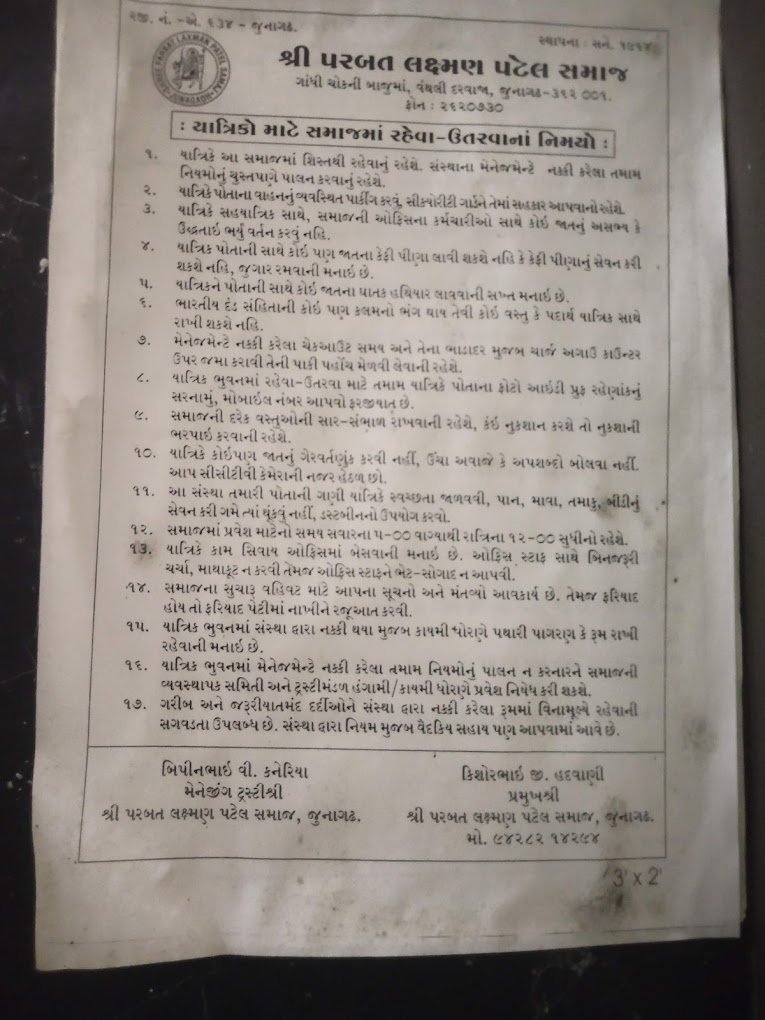 રજી. નં. -એ. ૬૩૪ - જુનાગઢ.
સ્થાપના : સને. ૧૯૧૪
SHREE PARBAT LAXMAN PATEL SAMAJ
JUNAGADH
શ્રી પરબત લક્ષ્મણ પટેલ સમાજ
ગાંધી ચોકની બાજુમાં, વંથલી દરવાજા, જુનાગઢ-૩૬૨ ૦૦૧.
ફોન : ૨૬૨૦૭૩૦
: યાત્રિકો માટે સમાજમાં રહેવા-ઉતરવાનાં નિમયો :
૧. યાત્રિકે આ સમાજમાં શિસ્તથી રહેવાનું રહેશે. સંસ્થાના મેનેજમેન્ટે નક્કી કરેલા તમામ
નિયમોનું ચુસ્તપણે પાલન કરવાનું રહેશે.
૨. યાત્રિકે પોતાના વાહનનું વ્યવસ્થિત પાર્કીંગ કરવું, સીક્યોરીટી ગાર્ડને તેમાં સહકાર આપવાનો રહેશે.
૩. યાત્રિકે સહયાત્રિક સાથે, સમાજની ઓફિસના કર્મચારીઓ સાથે કોઇ જાતનું અસભ્ય કે
ઉદ્ધતાઇ ભર્યું વર્તન કરવું નહિ.
૪. યાત્રિક પોતાની સાથે કોઇ પણ જાતના કેફી પીણા લાવી શકશે નહિ કે કેફી પીણાનું સેવન કરી
શકશે નહિ, જુગાર રમવાની મનાઇ છે.
૫. યાત્રિકને પોતાની સાથે કોઇ જાતના ઘાતક હથિયાર લાવવાની સખ્ત મનાઇ છે.
૬. ભારતીય દંડ સંહિતાની કોઇ પણ કલમનો ભંગ થાય તેવી કોઇ વસ્તુ કે પદાર્થ યાત્રિક સાથે
રાખી શકશે નહિ.
૭. મેનેજમેન્ટે નક્કી કરેલા ચેકઆઉટ સમય અને તેના ભાડાદર મુજબ ચાર્જ અગાઉ કાઉન્ટર
ઉપર જમા કરાવી તેની પાકી પહોંચ મેળવી લેવાની રહેશે.
૮. યાત્રિક ભુવનમાં રહેવા-ઉતરવા માટે તમામ યાત્રિકે પોતાના ફોટો આઇડી પ્રુફ રહેણાંકનું
સરનામું, મોબાઇલ નંબર આપવો ફરજીયાત્ છે.
૯. સમાજની દરેક વસ્તુઓની સાર-સંભાળ રાખવાની રહેશે, કંઇ નુકશાન કરશે તો નુકશાની
ભરપાઇ કરવાની રહેશે.
૧૦. યાત્રિકે કોઇપણ જાતનું ગેરવર્તણુંક કરવી નહીં, ઉંચા અવાજે કે અપશબ્દો બોલવા નહીં.
આપ સીસીટીવી કેમેરાની નજર હેઠળ છો.
૧૧. આ સંસ્થા તમારી પોતાની ગાણી યાત્રિકે સ્વચ્છતા જાળવવી, પાન, માવા, તમાકુ, બીડીનું
સેવન કરી ગમે ત્યાં થૂંકવું નહીં, ડસ્ટબીનનો ઉપયોગ કરવો.
૧૨. સમાજમાં પ્રવેશ માટેનો સમય સવારના ૫-૦૦ વાગ્યાથી રાત્રિના ૧૨-૦૦ સુધીનો રહેશે.
૧૩. યાત્રિકે કામ સિવાય ઓફિસમાં બેસવાની મનાઇ છે. ઓફિસ સ્ટાફ સાથે બિનજરૂરી
ચર્ચા, માથાકૂટ ન કરવી તેમજ ઓફિસ સ્ટાફને ભેટ-સોગાદ ન આપવી.
૧૪. સમાજના સુચારૂ વહિવટ માટે આપના સૂચનો અને મંતવ્યો આવકાર્ય છે. તેમજ ફરિયાદ
હોય તો ફરિયાદ પેટીમાં નાખીને રજૂઆત કરવી.
૧૫. યાત્રિક ભુવનમાં સંસ્થા દ્વારા નક્કી થયા મુજબ કાયમી ધોરણે પથારી પાગરણ કે રૂમ રાખી
રહેવાની મનાઇ છે.
૧૬. યાત્રિક ભુવનમાં મેનેજમેન્ટે નક્કી કરેલા તમામ નિયમોનું પાલન ન કરનારને સમાજની
વ્યવસ્થાપક સમિતી અને ટ્રસ્ટીમંડળ હંગામી/કાયમી ધોરણે પ્રવેશ નિષેધ કરી શકશે.
૧૭. ગરીબ અને જરૂરીયાતમંદ દર્દીઓને સંસ્થા દ્વારા નક્કી કરેલા રૂમમાં વિનામૂલ્યે રહેવાની
સગવડતા ઉપલબ્ધ છે. સંસ્થા દ્વારા નિયમ મુજબ વૈદકિય સહાય પણ આપવામાં આવે છે.
બિપીનભાઇ વી. કનેરિયા
મેનેજીંગ ટ્રસ્ટીશ્રી
શ્રી પરબત લક્ષ્મણ પટેલ સમાજ, જુનાગઢ.
કિશોરભાઇ જી. હદવાણી
પ્રમુખશ્રી
શ્રી પરબત લક્ષ્મણ પટેલ સમાજ, જુનાગઢ.
મો. ૯૪૨૮૨ ૧૪૨૯૪
3' x 2'